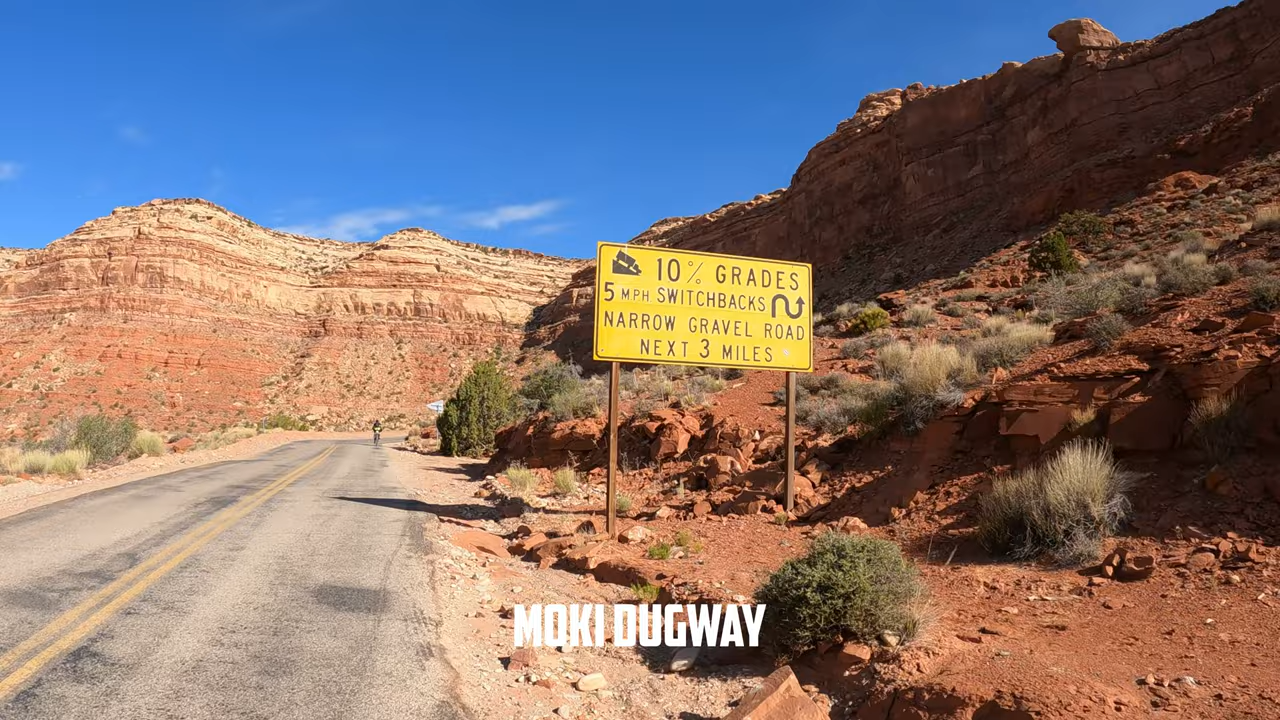 10% GRADES
5 MPH SWITCHBACKS
NARROW GRAVEL ROAD
NEXT 3 MILES
MOKI DUGWAY